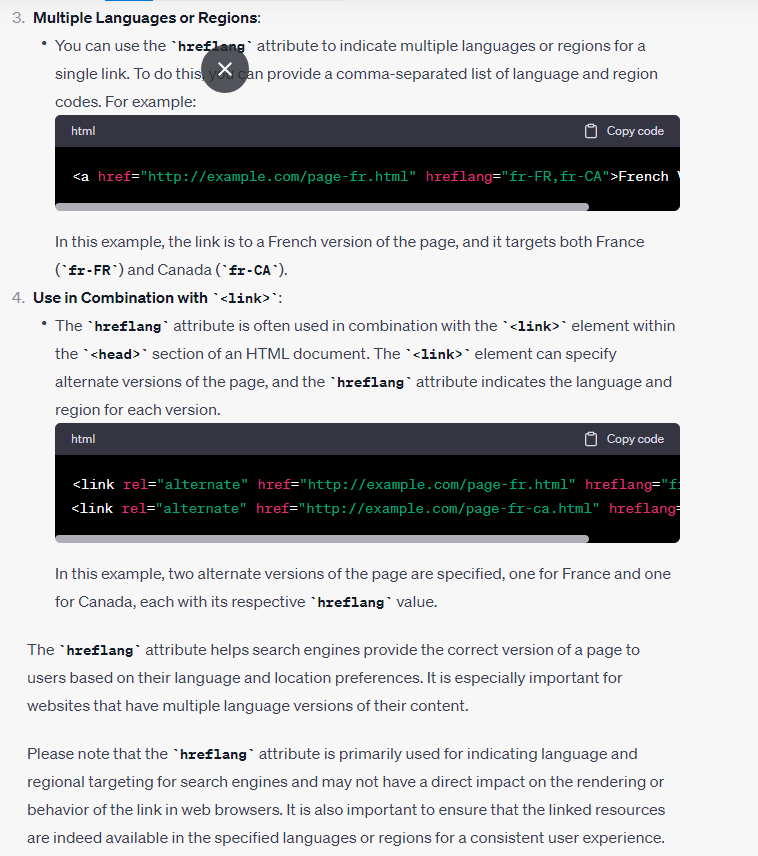 3. Multiple Languages or Regions:
• You can use the `hreflang` attribute to indicate multiple languages or regions for a
single link. To do this, you can provide a comma-separated list of language and region
codes. For example:
html Copy code
<a href="http://example.com/page-fr.html" hreflang="fr-FR,fr-CA">French
In this example, the link is to a French version of the page, and it targets both France
(`fr-FR`) and Canada (`fr-CA`).
4. Use in Combination with `<link>`:
• The `hreflang` attribute is often used in combination with the `<link>` element within
the `<head>` section of an HTML document. The `<link>` element can specify
alternate versions of the page, and the `hreflang` attribute indicates the language and
region for each version.
html Copy code
<link rel="alternate" href="http://example.com/page-fr.html" hreflang="f
<link rel="alternate" href="http://example.com/page-fr-ca.html" hreflang=
In this example, two alternate versions of the page are specified, one for France and one
for Canada, each with its respective `hreflang` value.
The `hreflang` attribute helps search engines provide the correct version of a page to
users based on their language and location preferences. It is especially important for
websites that have multiple language versions of their content.
Please note that the `hreflang` attribute is primarily used for indicating language and
regional targeting for search engines and may not have a direct impact on the rendering or
behavior of the link in web browsers. It is also important to ensure that the linked resources
are indeed available in the specified languages or regions for a consistent user experience.